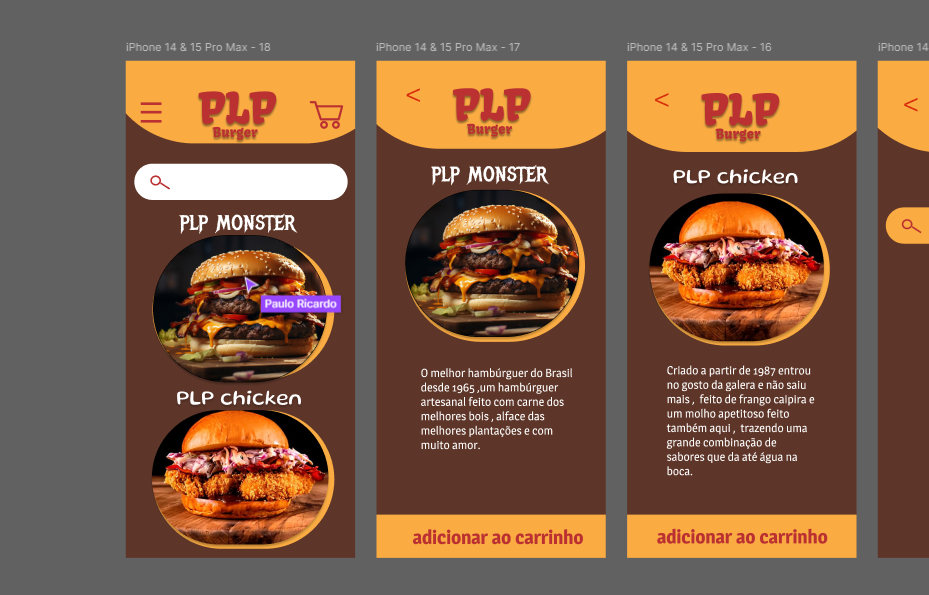 iPhone 14 & 15 Pro Max - 18
PLP
Burger
PLP MONSTER
Paulo Ricardo
PLP chicken
iPhone 14 & 15 Pro Max - 17
<
PLP
Burger
PLP MONSTER
O melhor hambúrguer do Brasil
desde 1965 ,um hambúrguer
artesanal feito com carne dos
melhores bois , alface das
melhores plantações e com
muito amor.
adicionar ao carrinho
iPhone 14 & 15 Pro Max - 16
<
PLP
Burger
PLP chicken
Criado a partir de 1987 entrou
no gosto da galera e não saiu
mais , feito de frango caipira e
um molho apetitoso feito
também aqui , trazendo uma
grande combinação de
sabores que da até água na
boca.
adicionar ao carrinho
iPhone 14
<